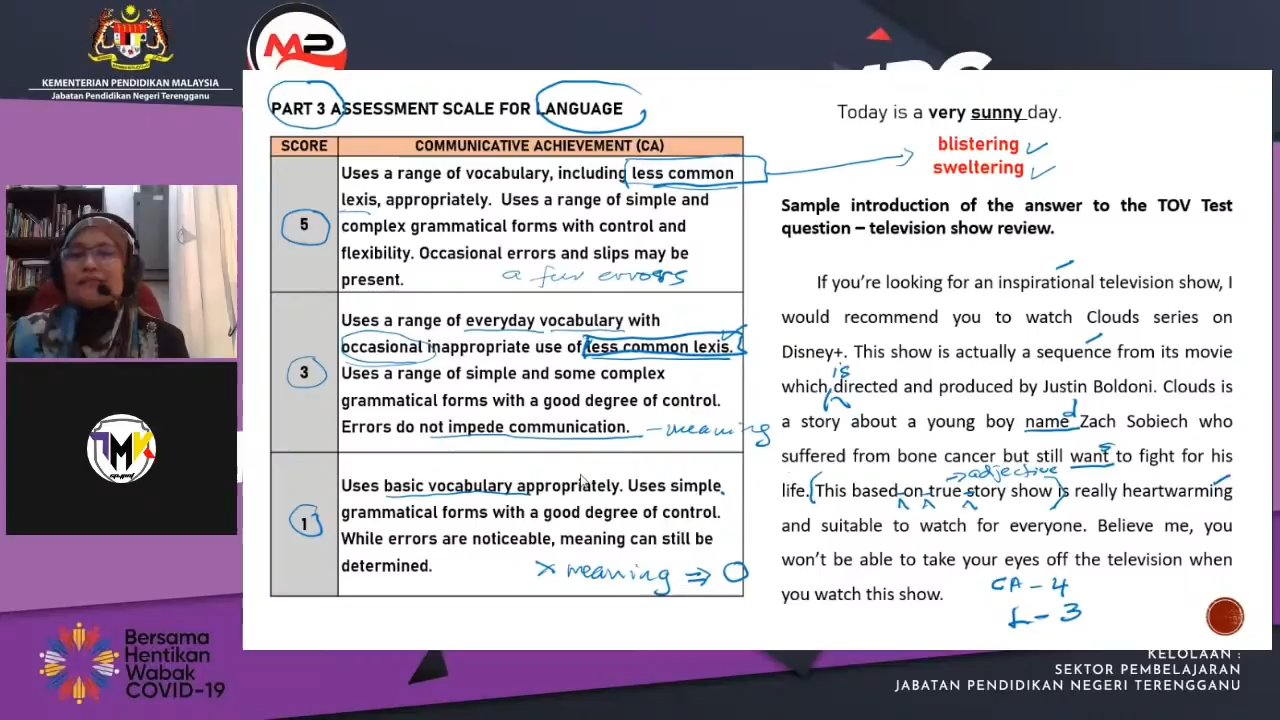 KEMENTERIAN PENDIDIKAN MALAYSIA
Jabatan Pendidikan Negeri Terengganu
MP
PART 3 ASSESSMENT SCALE FOR LANGUAGE
SCORE
COMMUNICATIVE ACHIEVEMENT (CA)
5
Uses a range of vocabulary, including less common
lexis, appropriately. Uses a range of simple and
complex grammatical forms with control and
flexibility. Occasional errors and slips may be
present.
a few errors
3
Uses a range of everyday vocabulary with
occasional inappropriate use of less common lexis.
Uses a range of simple and some complex
grammatical forms with a good degree of control.
Errors do not impede communication.
- meaning
1
Uses basic vocabulary appropriately. Uses simple
grammatical forms with a good degree of control.
While errors are noticeable, meaning can still be
determined.
x meaning ⇒ 0
Today is a very sunny day.
blistering
sweltering
Sample introduction of the answer to the TOV Test
question – television show review.
If you're looking for an inspirational television show, I
would recommend you to watch Clouds series on
Disney+. This show is actually a sequence from its movie
is
which directed and produced by Justin Boldoni. Clouds is
d
a story about a young boy name Zach Sobiech who
s
suffered from bone cancer but still want to fight for his
→ adjective
life. (This based on true story show) is really heartwarming
and suitable to watch for everyone. Believe me, you
won't be able to take your eyes off the television when
you watch this show.
CA - 4
L - 3
Bersama
Hentikan
Wabak
COVID-19
KELOLAAN :
SEKTOR PEMBELAJARAN
JABATAN PENDIDIKAN NEGERI TERENGGANU